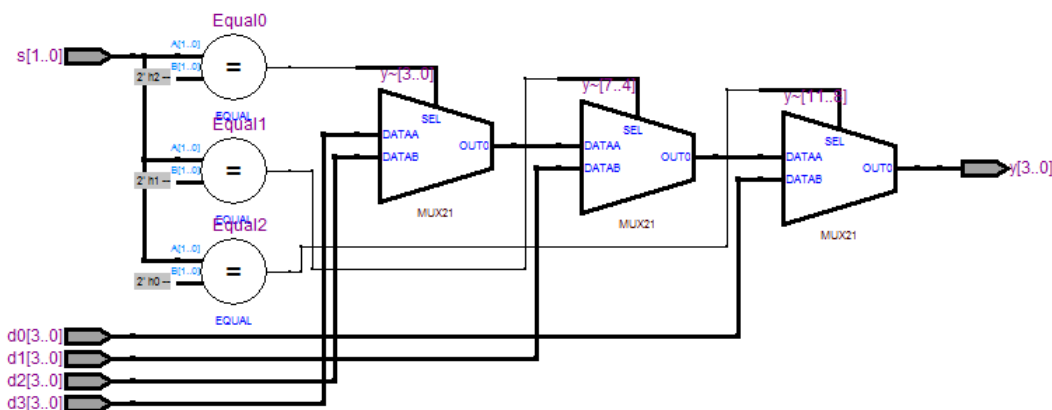 Equal0
s[1..0]
A[1..0]
B[1..0]
2' h2 --
=
EQUAL
y~[3..0]
SEL
DATAA
DATAB
OUT0
MUX21
y~[7..4]
SEL
DATAA
DATAB
OUT0
MUX21
y~[11..8]
SEL
DATAA
DATAB
OUT0
MUX21
y[3..0]
Equal1
A[1..0]
B[1..0]
2' h1 --
=
EQUAL
Equal2
A[1..0]
B[1..0]
2' h0 --
=
EQUAL
d0[3..0]
d1[3..0]
d2[3..0]
d3[3..0]